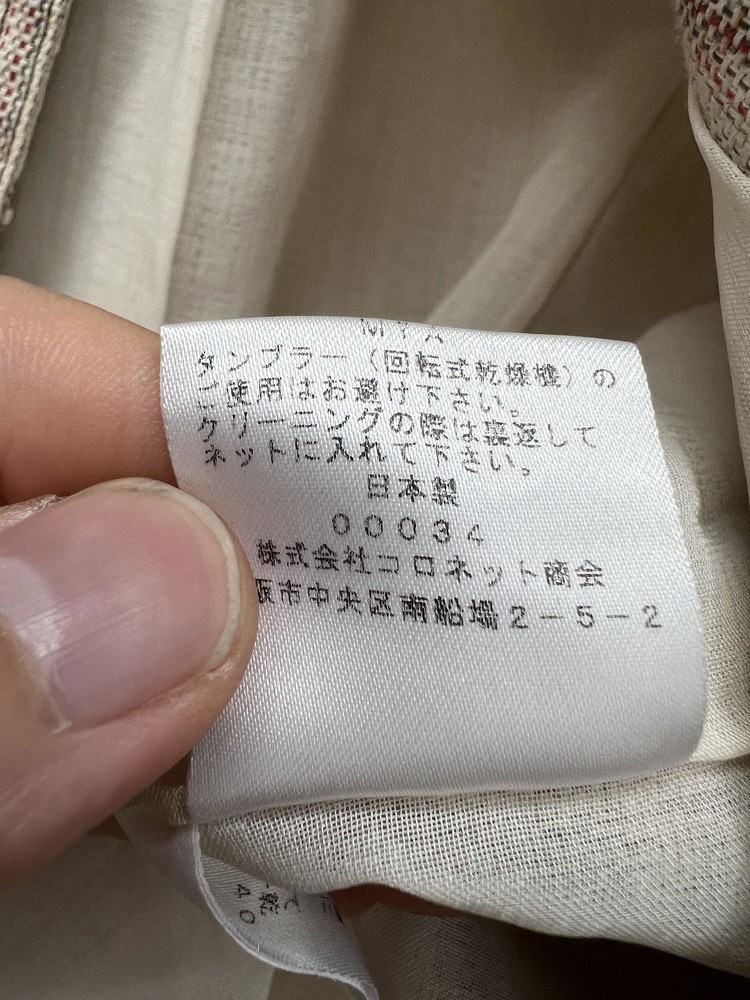 タンブラー（回転式乾燥機）の
ご使用はお避け下さい。
クリーニングの際は裏返して
ネットに入れて下さい。
日本製
00034
株式会社コロネット商会
阪市中央区南船場2－5－2
て
乾
40